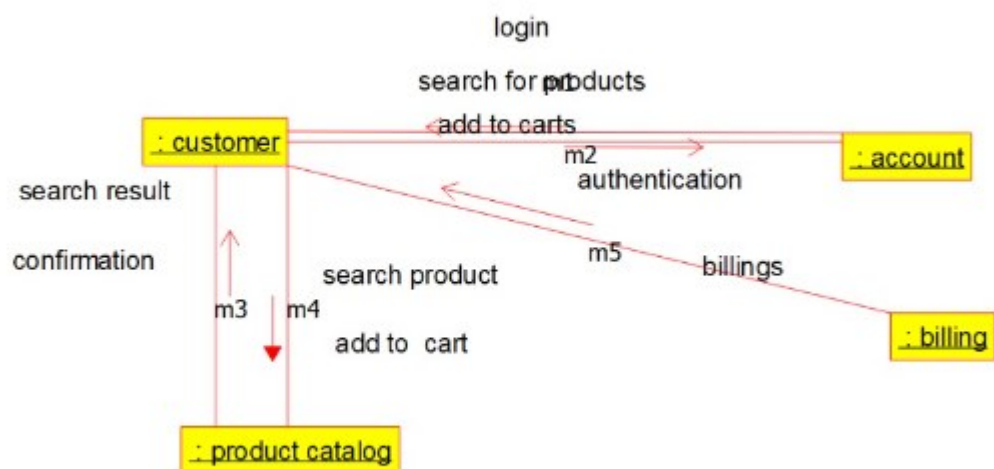 login
search for products
m1
add to carts
: customer
m2
: account
authentication
search result
m5
billings
confirmation
search product
m3
m4
: billing
add to cart
: product catalog